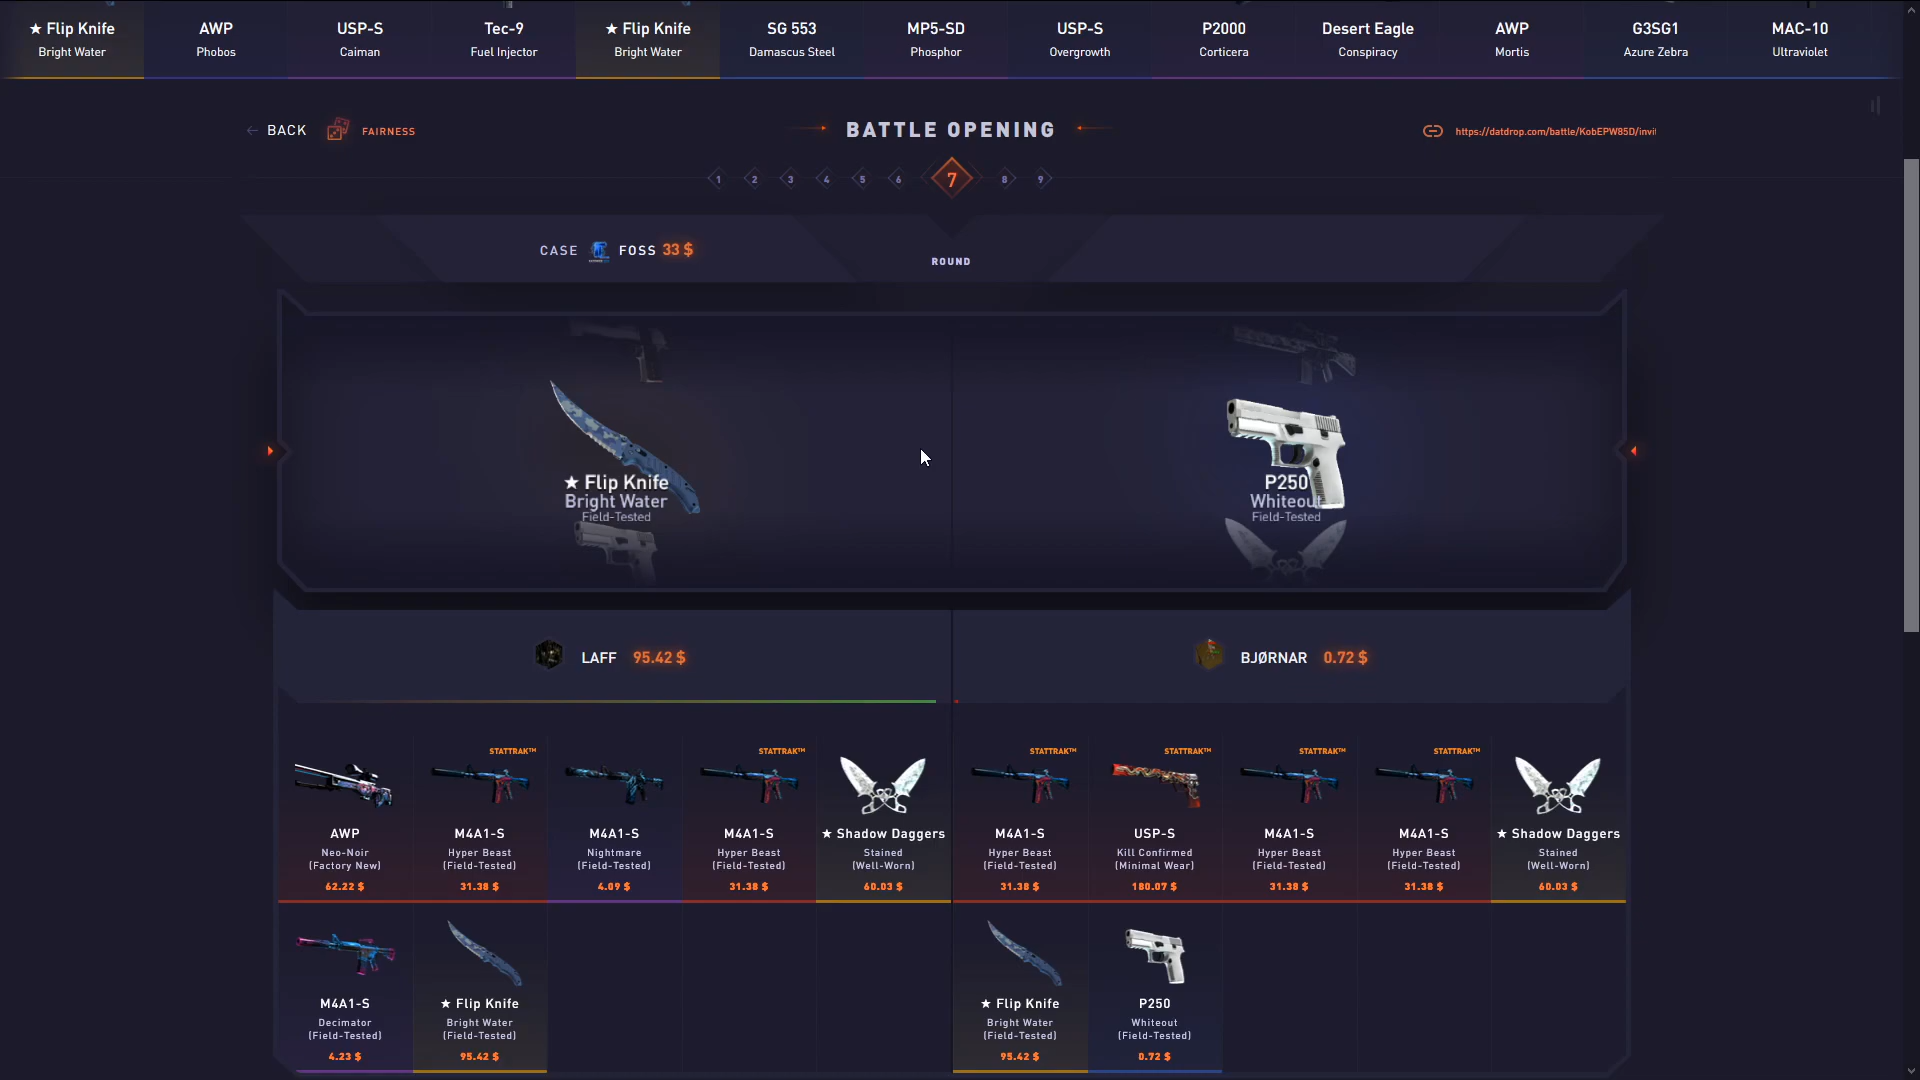 ★ Flip Knife
Bright Water
AWP
Phobos
USP-S
Caiman
Tec-9
Fuel Injector
★ Flip Knife
Bright Water
SG 553
Damascus Steel
MP5-SD
Phosphor
USP-S
Overgrowth
P2000
Corticera
Desert Eagle
Conspiracy
AWP
Mortis
G3SG1
Azure Zebra
MAC-10
Ultraviolet
← BACK
FAIRNESS
BATTLE OPENING
https://datdrop.com/battle/KobEPW85D/invit
1 2 3 4 5 6 7 8 9
CASE FOSS 33 $
ROUND
★ Flip Knife
Bright Water
Field-Tested
P250
Whiteout
Field-Tested
LAFF 95.42 $
BJØRNAR 0.72 $
AWP
Neo-Noir
(Factory New)
62.22 $
STATTRAK™
M4A1-S
Hyper Beast
(Field-Tested)
31.38 $
M4A1-S
Nightmare
(Field-Tested)
4.09 $
STATTRAK™
M4A1-S
Hyper Beast
(Field-Tested)
31.38 $
★ Shadow Daggers
Stained
(Well-Worn)
60.03 $
STATTRAK™
M4A1-S
Hyper Beast
(Field-Tested)
31.38 $
STATTRAK™
USP-S
Kill Confirmed
(Minimal Wear)
180.07 $
STATTRAK™
M4A1-S
Hyper Beast
(Field-Tested)
31.38 $
STATTRAK™
M4A1-S
Hyper Beast
(Field-Tested)
31.38 $
★ Shadow Daggers
Stained
(Well-Worn)
60.03 $
M4A1-S
Decimator
(Field-Tested)
4.23 $
★ Flip Knife
Bright Water
(Field-Tested)
95.42 $
★ Flip Knife
Bright Water
(Field-Tested)
95.42 $
P250
Whiteout
(Field-Tested)
0.72 $